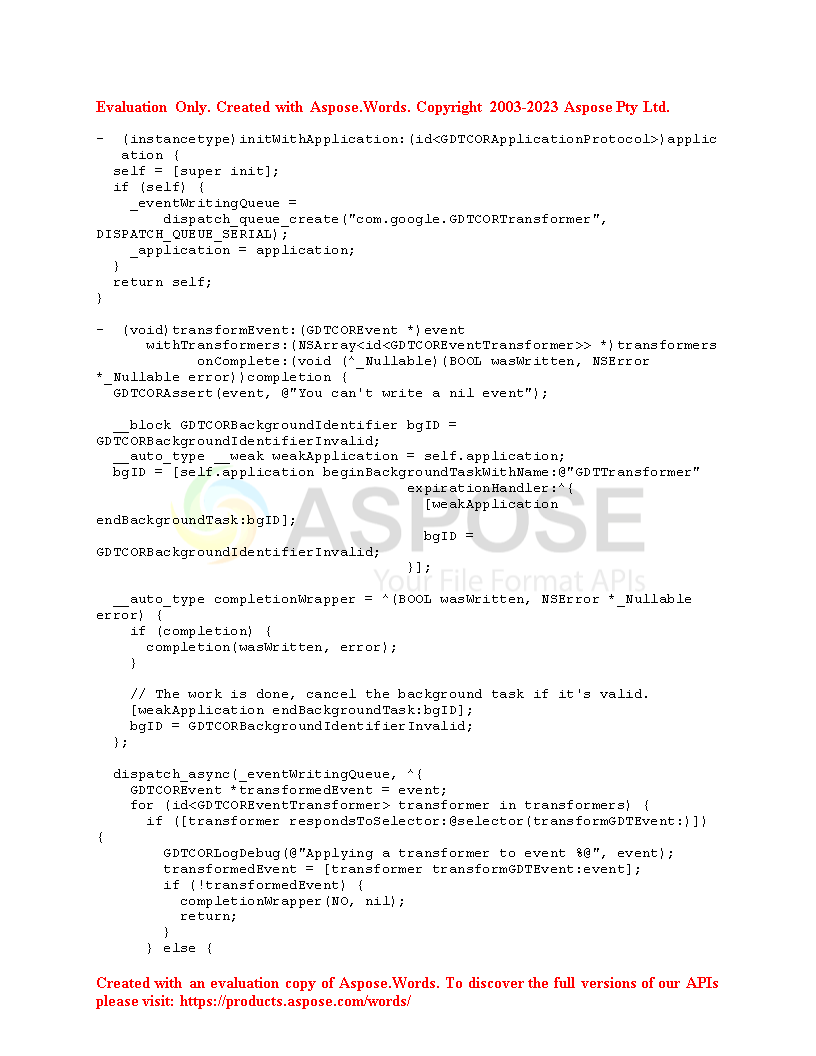 Evaluation Only. Created with Aspose.Words. Copyright 2003-2023 Aspose Pty Ltd.
- (instancetype)initWithApplication:(id<GDTCORApplicationProtocol>)applic
ation {
self = [super init];
if (self) {
_eventWritingQueue =
dispatch_queue_create("com.google.GDTCORTransformer",
DISPATCH_QUEUE_SERIAL);
_application = application;
}
return self;
}
- (void)transformEvent:(GDTCOREvent *)event
withTransformers:(NSArray<id<GDTCOREventTransformer>> *)transformers
onComplete:(void (^_Nullable)(BOOL wasWritten, NSError
*_Nullable error))completion {
GDTCORAssert(event, @"You can't write a nil event");
__block GDTCORBackgroundIdentifier bgID =
GDTCORBackgroundIdentifierInvalid;
__auto_type __weak weakApplication = self.application;
bgID = [self.application beginBackgroundTaskWithName:@"GDTTransformer"
expirationHandler:^{
[weakApplication
endBackgroundTask:bgID];
bgID =
GDTCORBackgroundIdentifierInvalid;
}];
ASPOSE
Your File Format APIs
__auto_type completionWrapper = ^(BOOL wasWritten, NSError *_Nullable
error) {
if (completion) {
completion(wasWritten, error);
}
// The work is done, cancel the background task if it's valid.
[weakApplication endBackgroundTask:bgID];
bgID = GDTCORBackgroundIdentifierInvalid;
};
dispatch_async(_eventWritingQueue, ^{
GDTCOREvent *transformedEvent = event;
for (id<GDTCOREventTransformer> transformer in transformers) {
if ([transformer respondsToSelector:@selector(transformGDTEvent:)])
{
GDTCORLogDebug(@"Applying a transformer to event %@", event);
transformedEvent = [transformer transformGDTEvent:event];
if (!transformedEvent) {
completionWrapper(NO, nil);
return;
}
} else {
Created with an evaluation copy of Aspose.Words. To discover the full versions of our APIs
please visit: https://products.aspose.com/words/